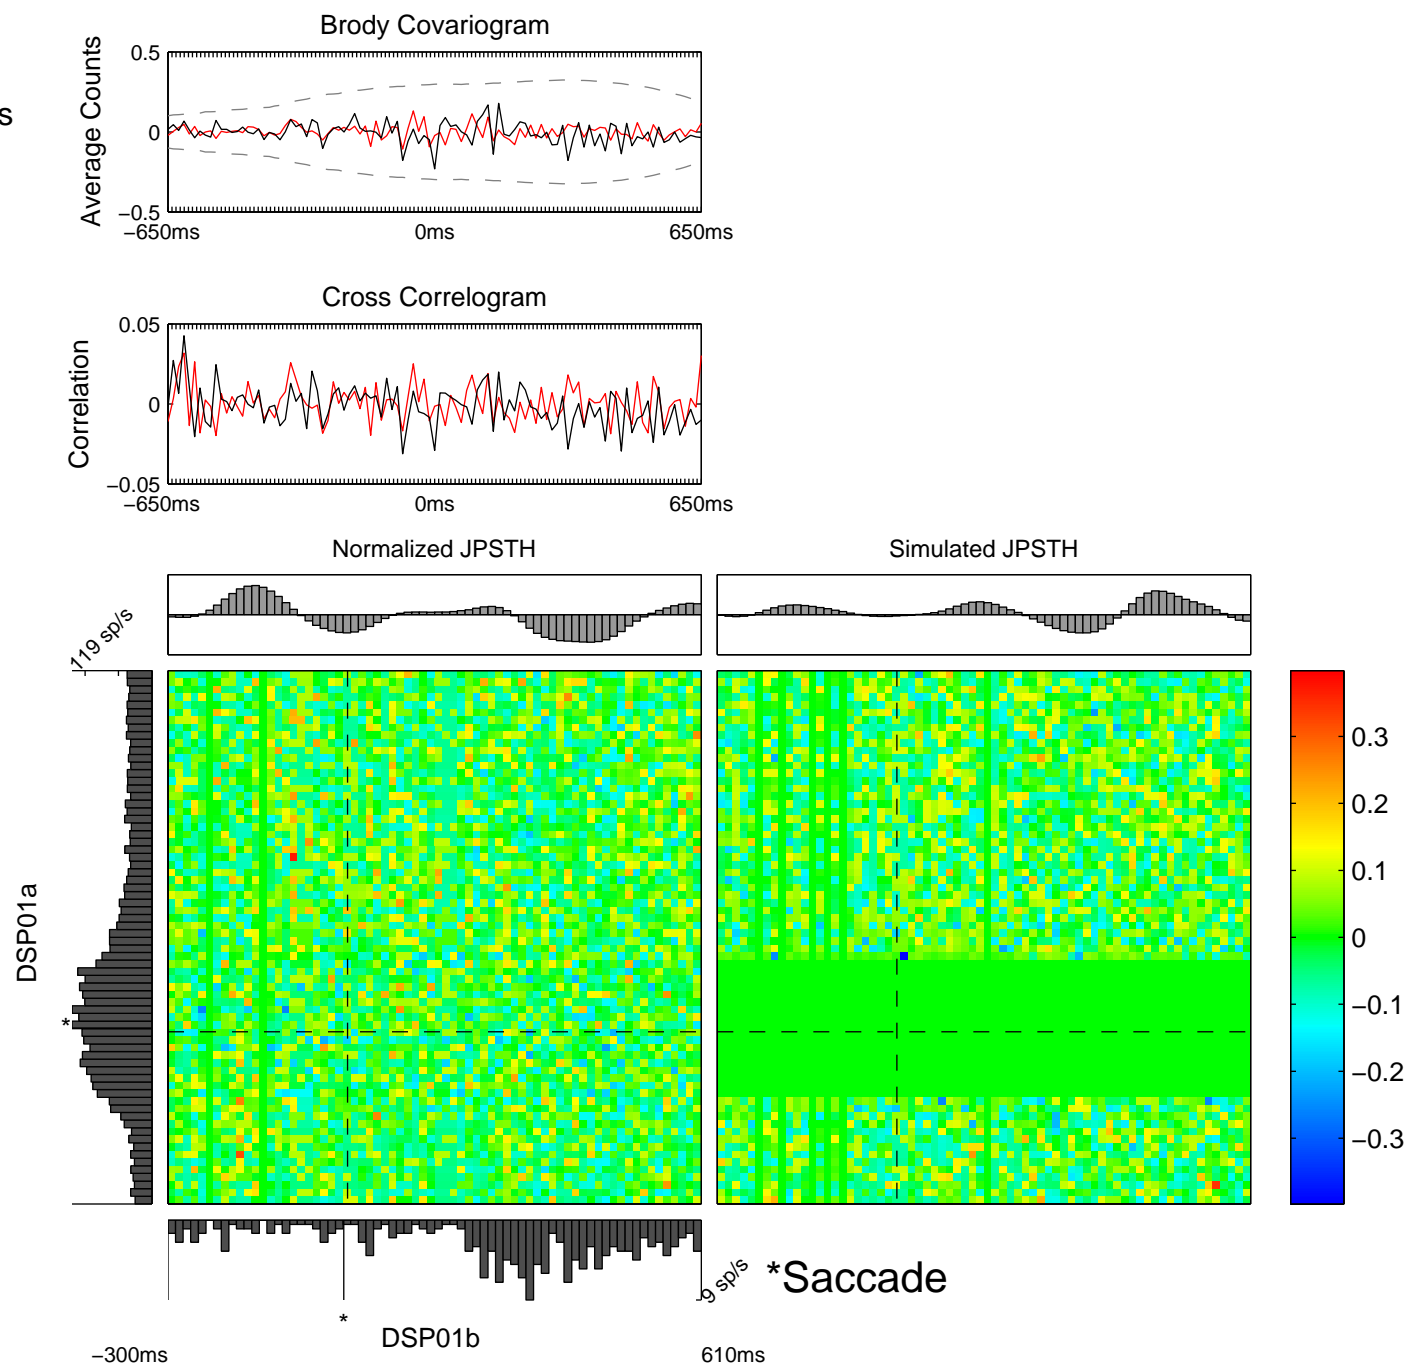 Brody Covariogram
s
Average Counts
0.5
0
−0.5
−650ms
0ms
650ms
Cross Correlogram
Correlation
0.05
0
−0.05
−650ms
0ms
650ms
Normalized JPSTH
Simulated JPSTH
119 sp/s
DSP01a
*
0.3
0.2
0.1
0
−0.1
−0.2
−0.3
9 sp/s
*Saccade
*
DSP01b
−300ms
610ms